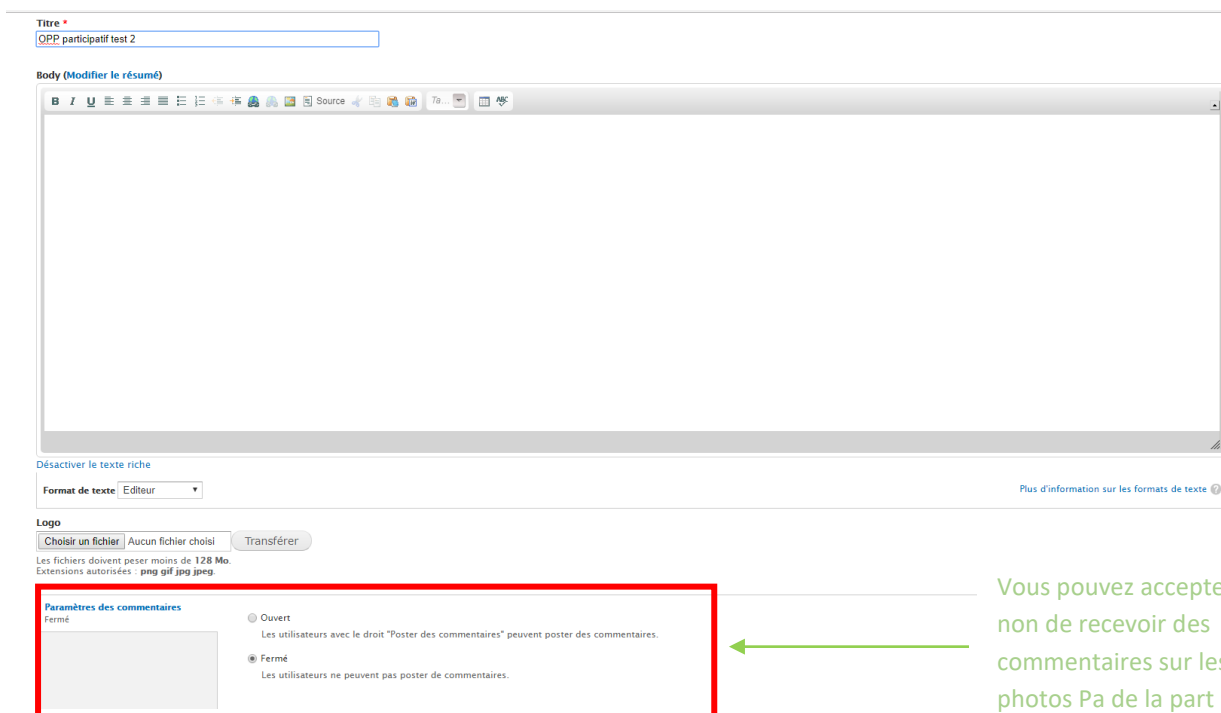 Titre *
OPP participatif test 2
Body (Modifier le résumé)
B I U Source Ta... ABC
Désactiver le texte riche
Format de texte Editeur
Plus d'information sur les formats de texte
Logo
Choisir un fichier Aucun fichier choisi Transférer
Les fichiers doivent peser moins de 128 Mo.
Extensions autorisées : png gif jpg jpeg.
Paramètres des commentaires
Fermé
Ouvert
Les utilisateurs avec le droit "Poster des commentaires" peuvent poster des commentaires.
Fermé
Les utilisateurs ne peuvent pas poster de commentaires.
Vous pouvez accepte
non de recevoir des
commentaires sur les
photos Pa de la part